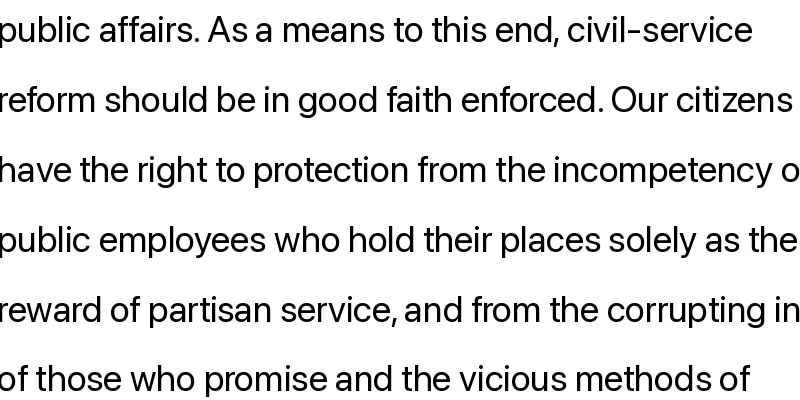 public affairs. As a means to this end, civil-service
reform should be in good faith enforced. Our citizens
have the right to protection from the incompetency o
public employees who hold their places solely as the
reward of partisan service, and from the corrupting in
of those who promise and the vicious methods of